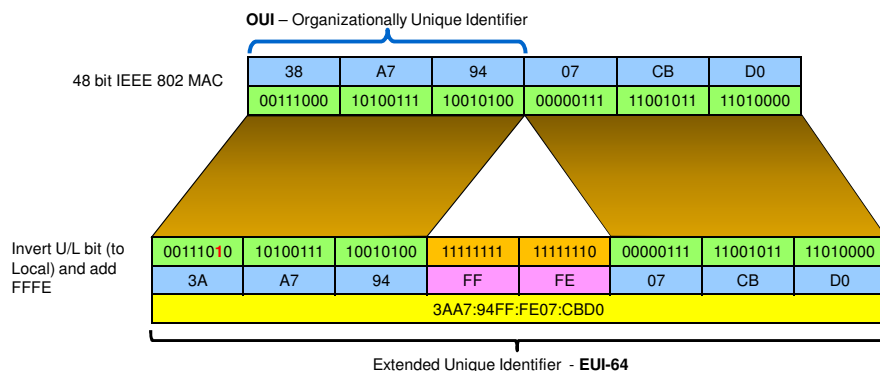 OUI – Organizationally Unique Identifier
48 bit IEEE 802 MAC
38 A7 94 07 CB D0
00111000 10100111 10010100 00000111 11001011 11010000
Invert U/L bit (to
Local) and add
FFFE
00111010 10100111 10010100 11111111 11111110 00000111 11001011 11010000
3A A7 94 FF FE 07 CB D0
3AA7:94FF:FE07:CBD0
Extended Unique Identifier - EUI-64